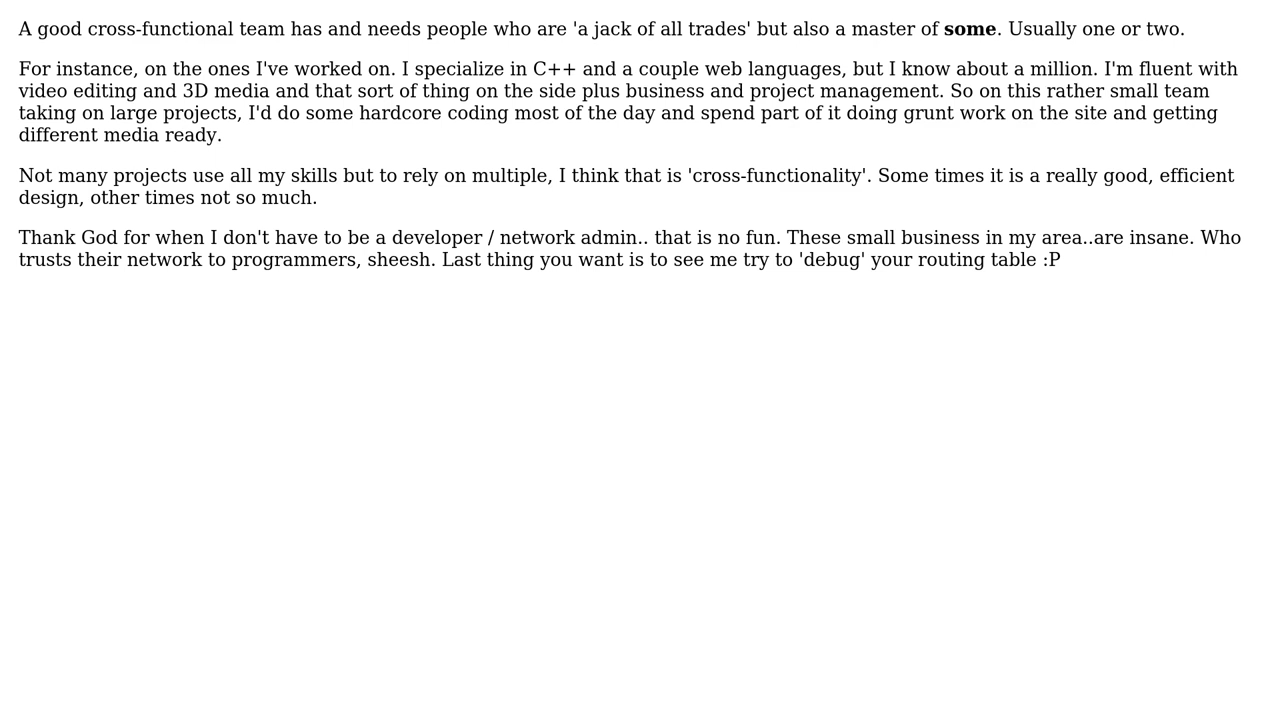 A good cross-functional team has and needs people who are 'a jack of all trades' but also a master of some. Usually one or two.
For instance, on the ones I've worked on. I specialize in C++ and a couple web languages, but I know about a million. I'm fluent with
video editing and 3D media and that sort of thing on the side plus business and project management. So on this rather small team
taking on large projects, I'd do some hardcore coding most of the day and spend part of it doing grunt work on the site and getting
different media ready.
Not many projects use all my skills but to rely on multiple, I think that is 'cross-functionality'. Some times it is a really good, efficient
design, other times not so much.
Thank God for when I don't have to be a developer / network admin.. that is no fun. These small business in my area..are insane. Who
trusts their network to programmers, sheesh. Last thing you want is to see me try to 'debug' your routing table :P